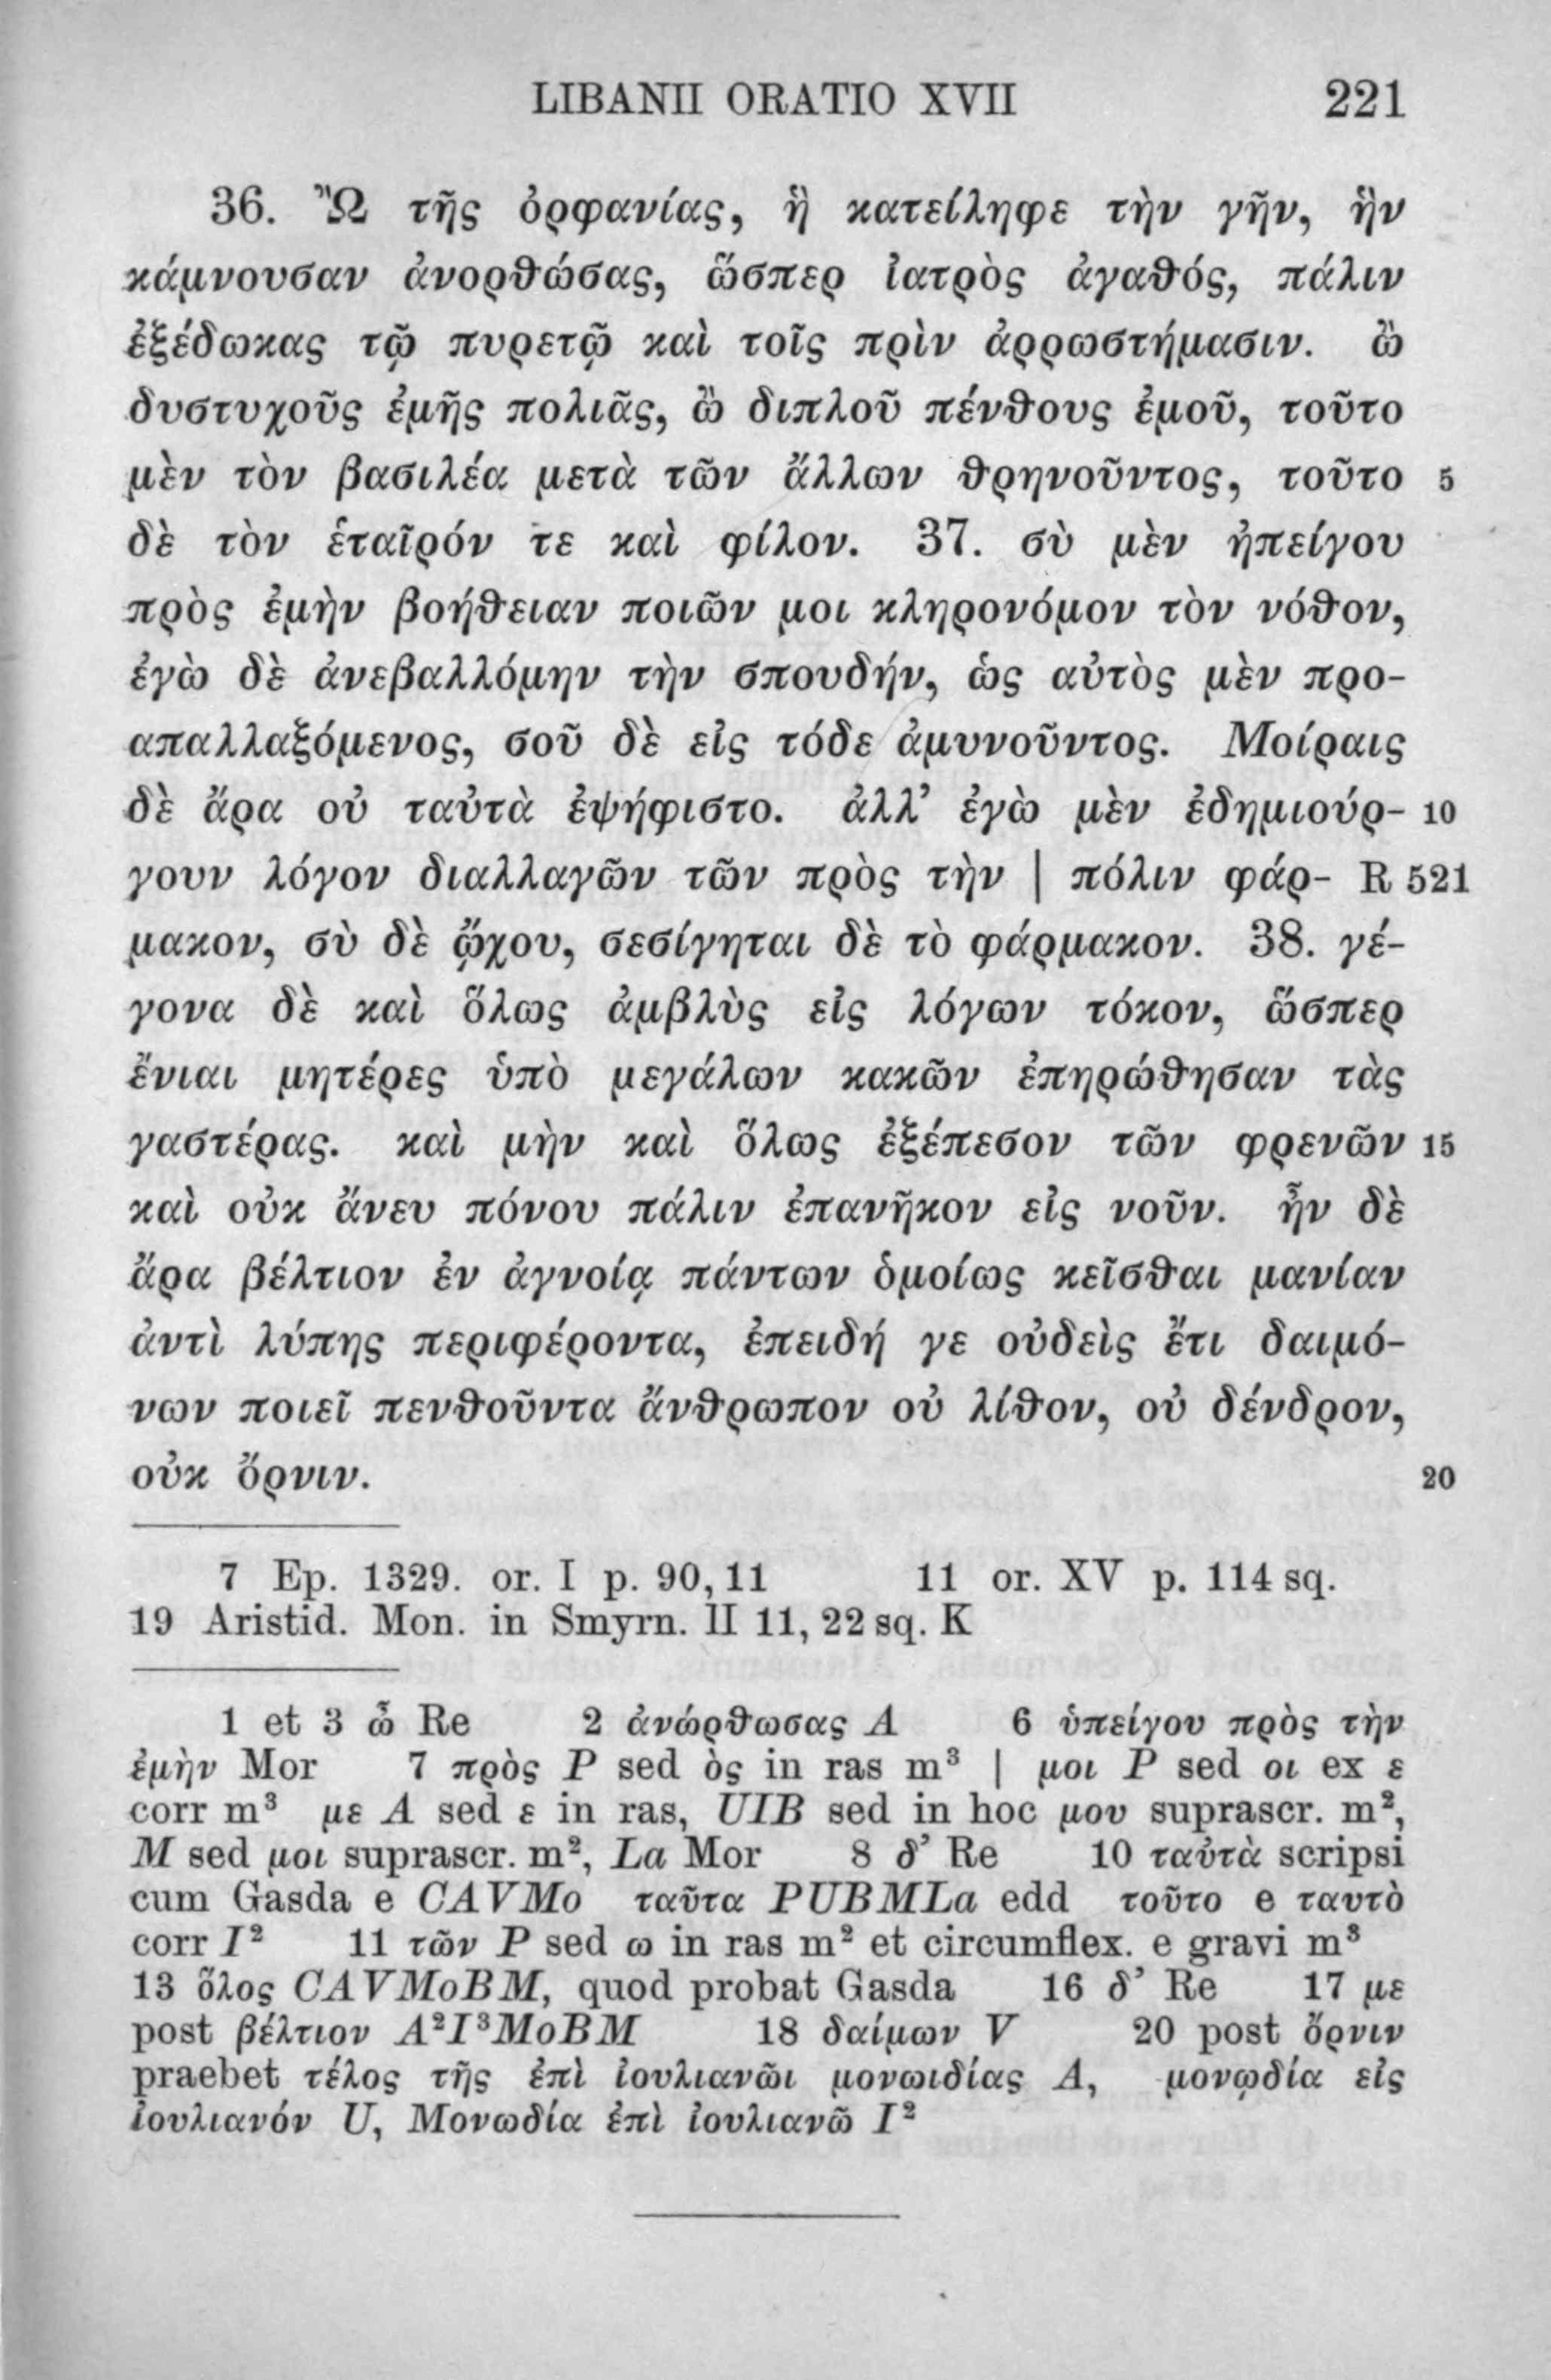 LIBANII ORATIO XVII 221
36. Ὢ τῆς ὀρφανίας, ἣ κατείληφε τὴν γῆν, ἣν
κάμνουσαν ἀνορθώσας, ὥσπερ ἰατρὸς ἀγαθός, πάλιν
ἐξέδωκας τῷ πυρετῷ καὶ τοῖς πρὶν ἀρρωστήμασιν. ὢ
δυστυχοῦς ἐμῆς πολιᾶς, ὢ διπλοῦ πένθους ἐμοῦ, τοῦτο
μὲν τὸν βασιλέα μετὰ τῶν ἄλλων θρηνοῦντος, τοῦτο 5
δὲ τὸν ἑταῖρόν τε καὶ φίλον. 37. σὺ μὲν ἠπείγου
πρὸς ἐμὴν βοήθειαν ποιῶν μοι κληρονόμον τὸν νόθον,
ἐγὼ δὲ ἀνεβαλλόμην τὴν σπουδήν, ὡς αὐτὸς μὲν προ-
απαλλαξόμενος, σοῦ δὲ εἰς τόδε ἀμυνοῦντος. Μοίραις
δὲ ἄρα οὐ ταὐτὰ ἐψήφιστο. ἀλλ’ ἐγὼ μὲν ἐδημιούρ- 10
γουν λόγον διαλλαγῶν τῶν πρὸς τὴν | πόλιν φάρ- R 521
μακον, σὺ δὲ ᾤχου, σεσίγηται δὲ τὸ φάρμακον. 38. γέ-
γονα δὲ καὶ ὅλως ἀμβλὺς εἰς λόγων τόκον, ὥσπερ
ἔνιαι μητέρες ὑπὸ μεγάλων κακῶν ἐπηρώθησαν τὰς
γαστέρας. καὶ μὴν καὶ ὅλως ἐξέπεσον τῶν φρενῶν 15
καὶ οὐκ ἄνευ πόνου πάλιν ἐπανῆκον εἰς νοῦν. ἦν δὲ
ἄρα βέλτιον ἐν ἀγνοίᾳ πάντων ὁμοίως κεῖσθαι μανίαν
ἀντὶ λύπης περιφέροντα, ἐπειδή γε οὐδεὶς ἔτι δαιμό-
νων ποιεῖ πενθοῦντα ἄνθρωπον οὐ λίθον, οὐ δένδρον,
οὐκ ὄρνιν. 20
7 Ep. 1329. or. I p. 90, 11 11 or. XV p. 114 sq.
19 Aristid. Mon. in Smyrn. II 11, 22 sq. K
1 et 3 ὦ Re 2 ἀνώρθωσας A 6 ὑπείγου πρὸς τὴν
ἐμὴν Mor 7 πρὸς P sed ὸς in ras m³ | μοι P sed οι ex ε
corr m³ με A sed ε in ras, UIB sed in hoc μου suprascr. m²,
M sed μοι suprascr. m², La Mor 8 δ’ Re 10 ταὐτὰ scripsi
cum Gasda e CAVMo ταῦτα PUBMLa edd τοῦτο e ταυτὸ
corr I² 11 τῶν P sed ω in ras m² et circumflex. e gravi m³
13 ὅλος CAVMoBM, quod probat Gasda 16 δ’ Re 17 με
post βέλτιον A²I³MoBM 18 δαίμων V 20 post ὄρνιν
praebet τέλος τῆς ἐπὶ ἰουλιανῶι μονωιδίας A, μονῳδία εἰς
ἰουλιανόν U, Μονωδία ἐπὶ ἰουλιανῶ I²